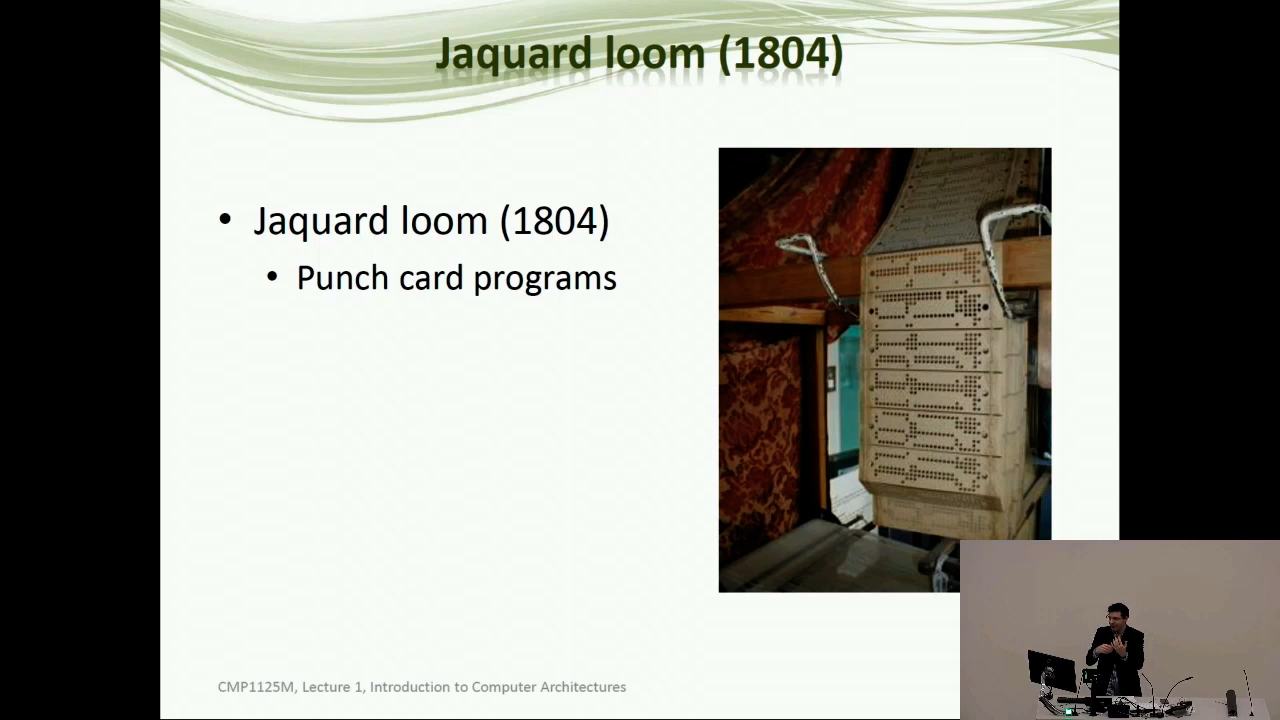 Jaquard loom (1804)
• Jaquard loom (1804)
• Punch card programs
CMP1125M, Lecture 1, Introduction to Computer Architectures